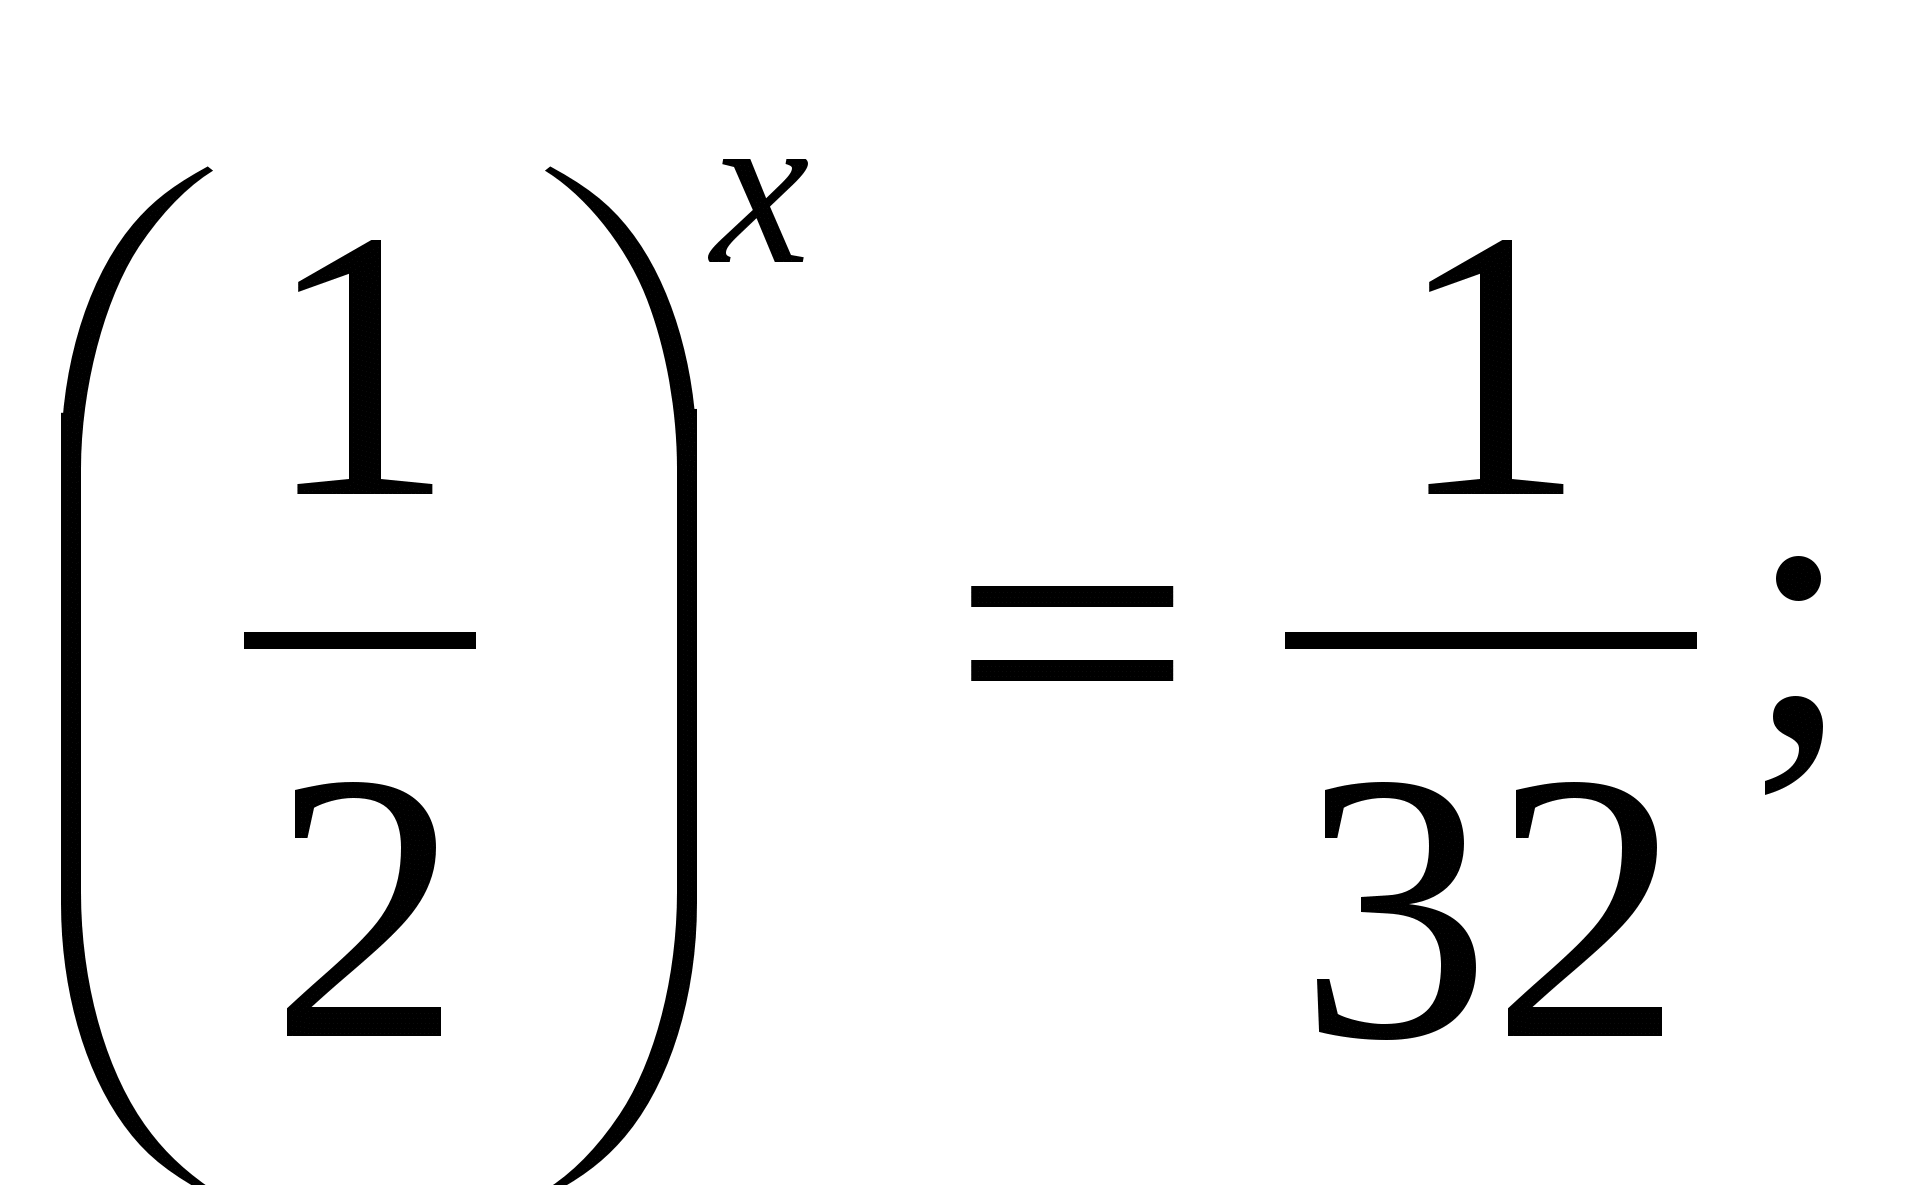 (1/2)^x = 1/32;